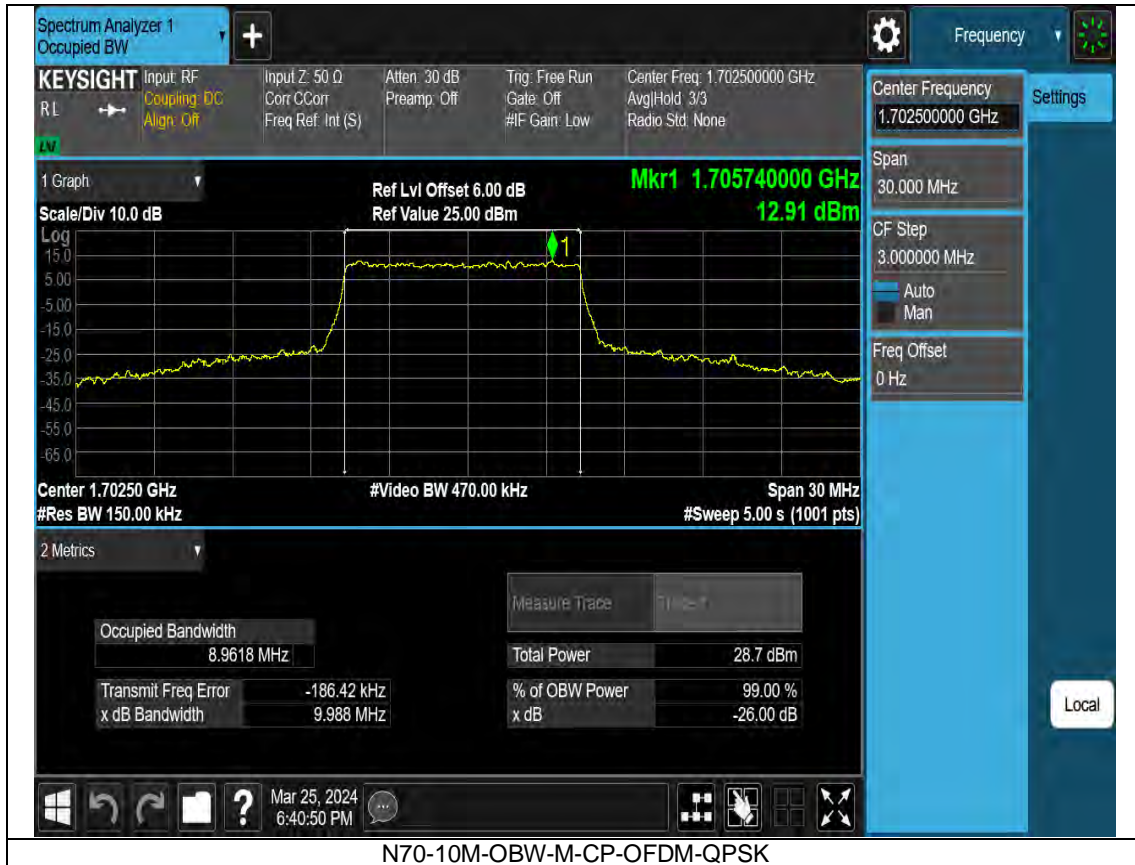 Spectrum Analyzer 1
Occupied BW
Frequency
KEYSIGHT
RL
Input: RF
Coupling: DC
Align: Off
Input Z: 50 Ω
Corr CCorr
Freq Ref: Int (S)
Atten: 30 dB
Preamp: Off
Trig: Free Run
Gate: Off
#IF Gain: Low
Center Freq: 1.702500000 GHz
Avg|Hold: 3/3
Radio Std: None
Center Frequency
1.702500000 GHz
Settings
Span
30.000 MHz
CF Step
3.000000 MHz
Auto
Man
Freq Offset
0 Hz
Local
1 Graph
Scale/Div 10.0 dB
Ref Lvl Offset 6.00 dB
Ref Value 25.00 dBm
Mkr1 1.705740000 GHz
12.91 dBm
Log
15.0
5.00
-5.00
-15.0
-25.0
-35.0
-45.0
-55.0
-65.0
1
Center 1.70250 GHz
#Res BW 150.00 kHz
#Video BW 470.00 kHz
Span 30 MHz
#Sweep 5.00 s (1001 pts)
2 Metrics
Measure Trace
Occupied Bandwidth
8.9618 MHz
Total Power 28.7 dBm
Transmit Freq Error -186.42 kHz
% of OBW Power 99.00 %
x dB Bandwidth 9.988 MHz
x dB -26.00 dB
Mar 25, 2024
6:40:50 PM
N70-10M-OBW-M-CP-OFDM-QPSK